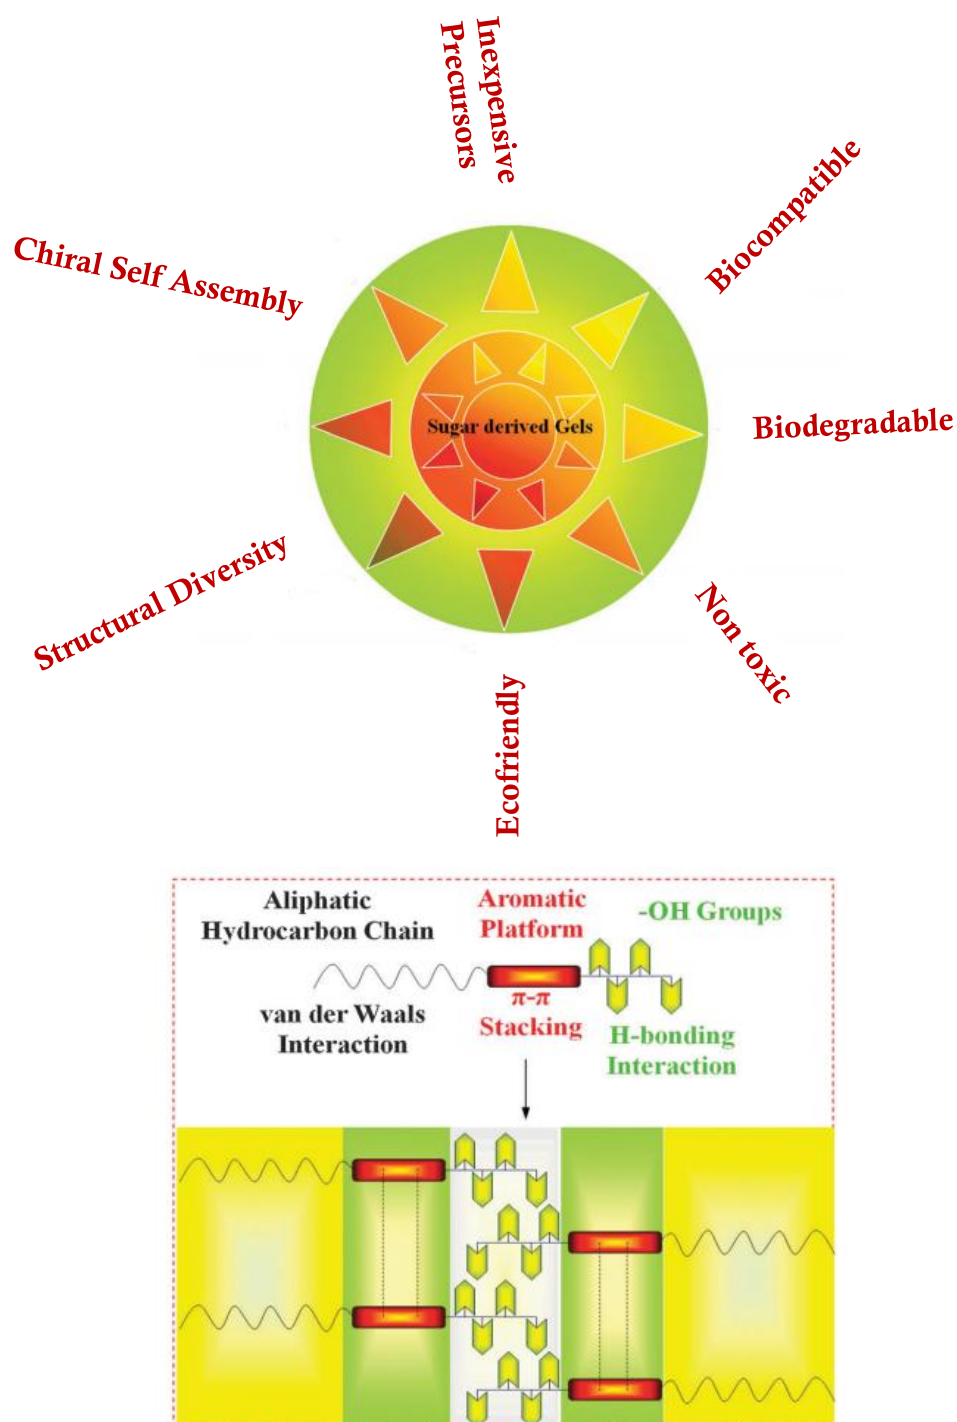 Inexpensive
Precursors
Biocompatible
Chiral Self Assembly
Biodegradable
Sugar derived Gels
Structural Diversity
Non toxic
Ecofriendly
Aliphatic
Hydrocarbon Chain
Aromatic
Platform
-OH Groups
van der Waals
Interaction
π-π
Stacking
H-bonding
Interaction